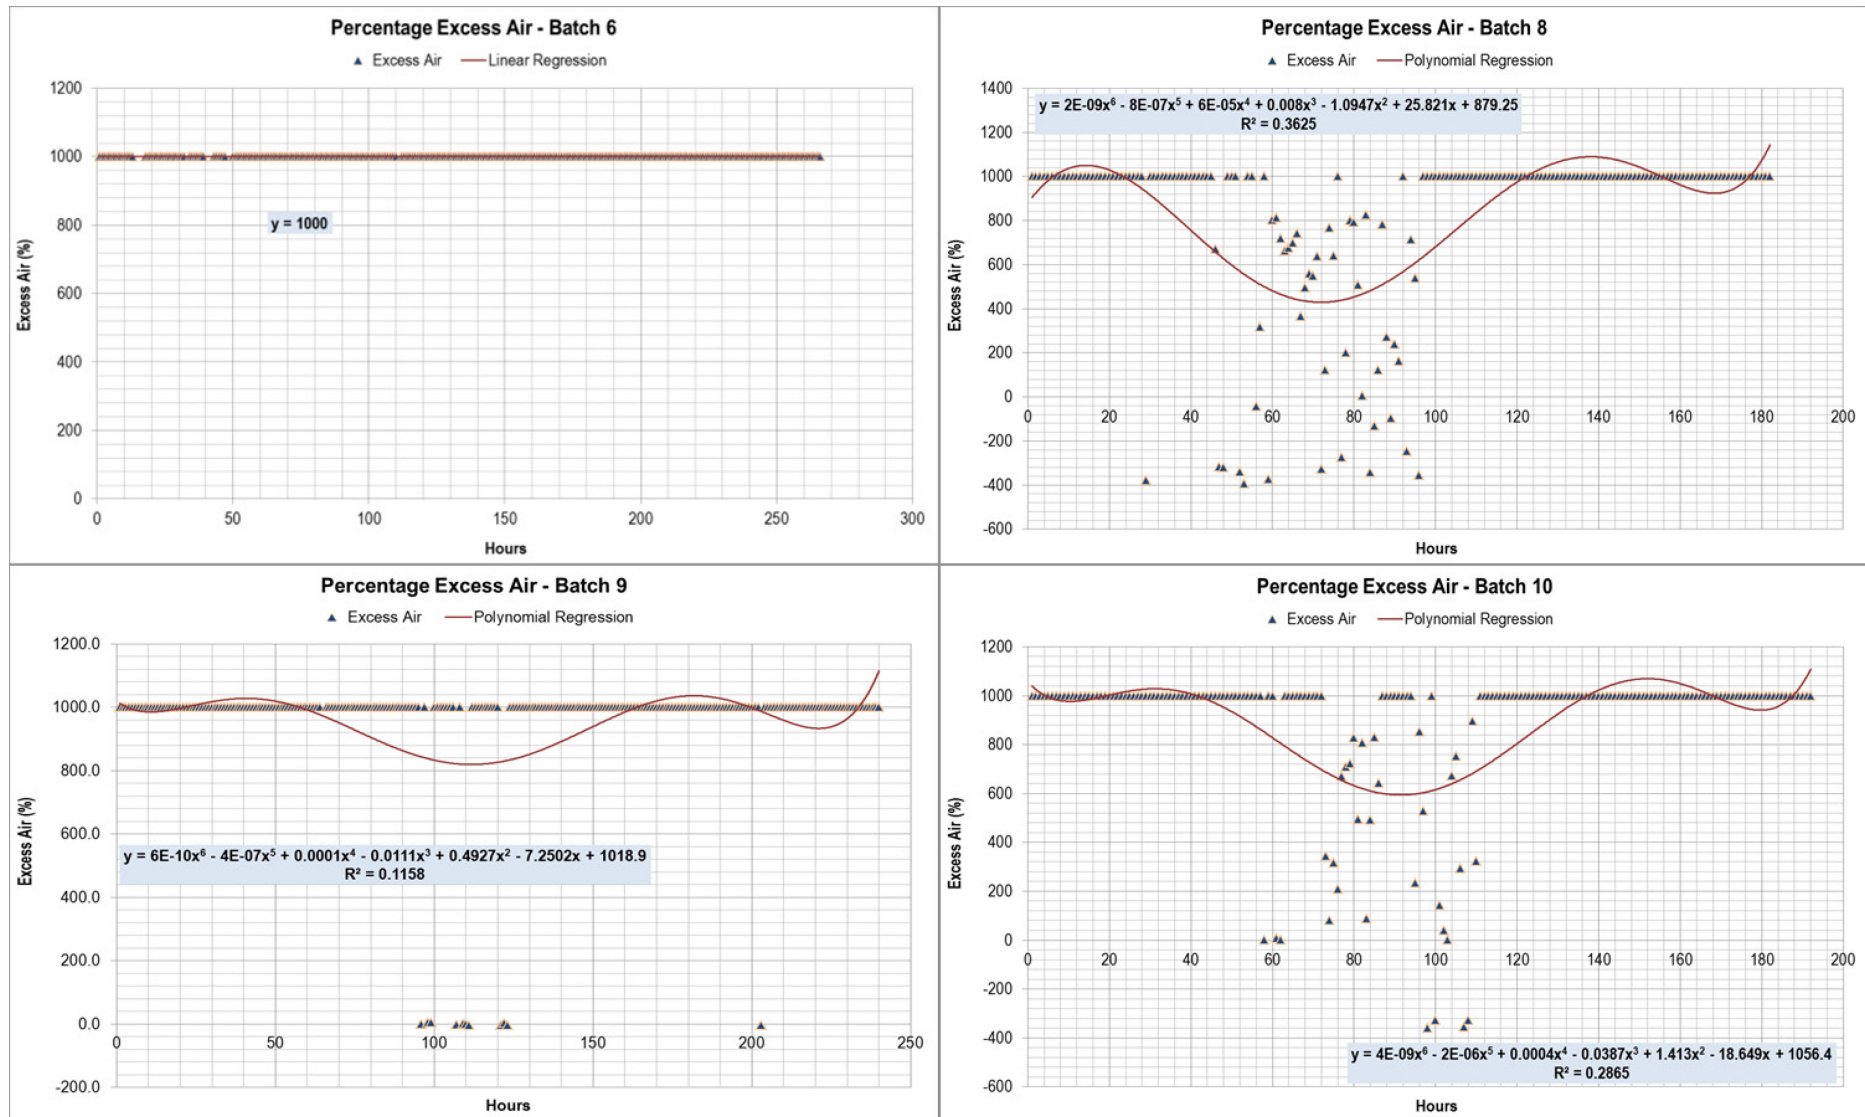 Percentage Excess Air - Batch 6
Excess Air
Linear Regression
1200
1000
800
600
400
200
0
y = 1000
Excess Air (%)
0 50 100 150 200 250 300
Hours
Percentage Excess Air - Batch 8
Excess Air
Polynomial Regression
y = 2E-09x⁶ - 8E-07x⁵ + 6E-05x⁴ + 0.008x³ - 1.0947x² + 25.821x + 879.25
R² = 0.3625
1400
1200
1000
800
600
400
200
0
-200
-400
-600
Excess Air (%)
0 20 40 60 80 100 120 140 160 180 200
Hours
Percentage Excess Air - Batch 9
Excess Air
Polynomial Regression
1200.0
1000.0
800.0
600.0
400.0
200.0
0.0
-200.0
y = 6E-10x⁶ - 4E-07x⁵ + 0.0001x⁴ - 0.0111x³ + 0.4927x² - 7.2502x + 1018.9
R² = 0.1158
Excess Air (%)
0 50 100 150 200 250
Hours
Percentage Excess Air - Batch 10
Excess Air
Polynomial Regression
1200
1000
800
600
400
200
0
-200
-400
-600
Excess Air (%)
0 20 40 60 80 100 120 140 160 180 200
y = 4E-09x⁶ - 2E-06x⁵ + 0.0004x⁴ - 0.0387x³ + 1.413x² - 18.649x + 1056.4
R² = 0.2865
Hours